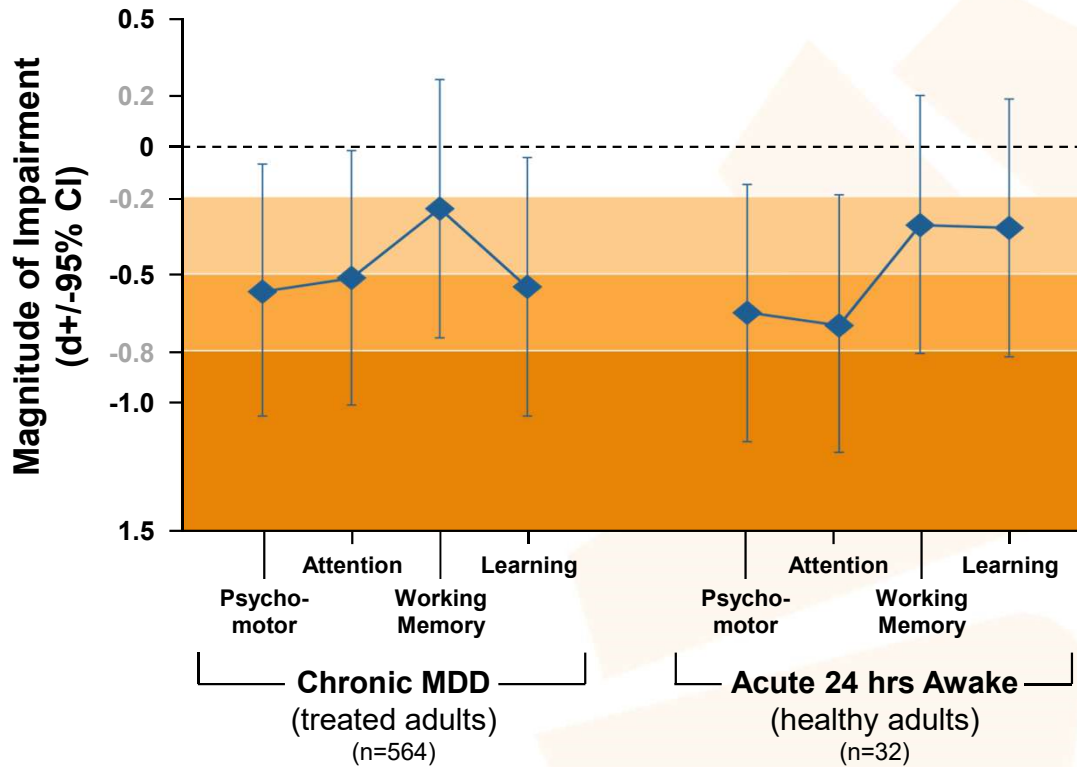 Magnitude of Impairment
(d+/-95% CI)
0.5
0.2
0
-0.2
-0.5
-0.8
-1.0
1.5
Psycho-
motor
Attention
Working
Memory
Learning
Psycho-
motor
Attention
Working
Memory
Learning
Chronic MDD
(treated adults)
(n=564)
Acute 24 hrs Awake
(healthy adults)
(n=32)